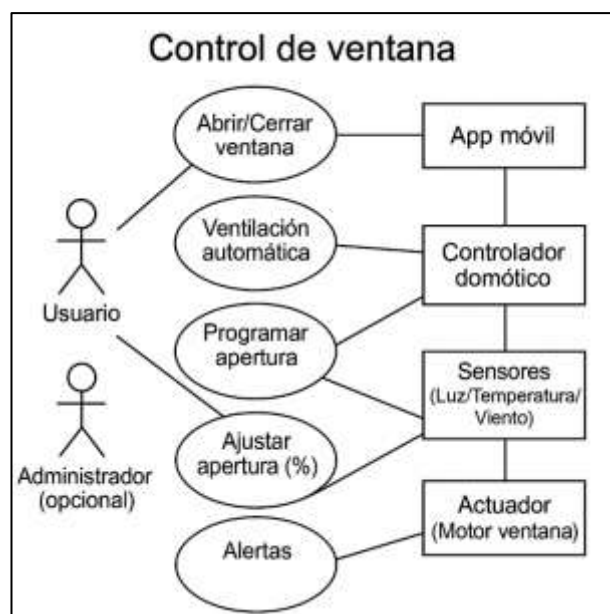 Control de ventana
Abrir/Cerrar
ventana
App móvil
Ventilación
automática
Controlador
domótico
Usuario
Programar
apertura
Sensores
(Luz/Temperatura/
Viento)
Administrador
(opcional)
Ajustar
apertura (%)
Actuador
(Motor ventana)
Alertas